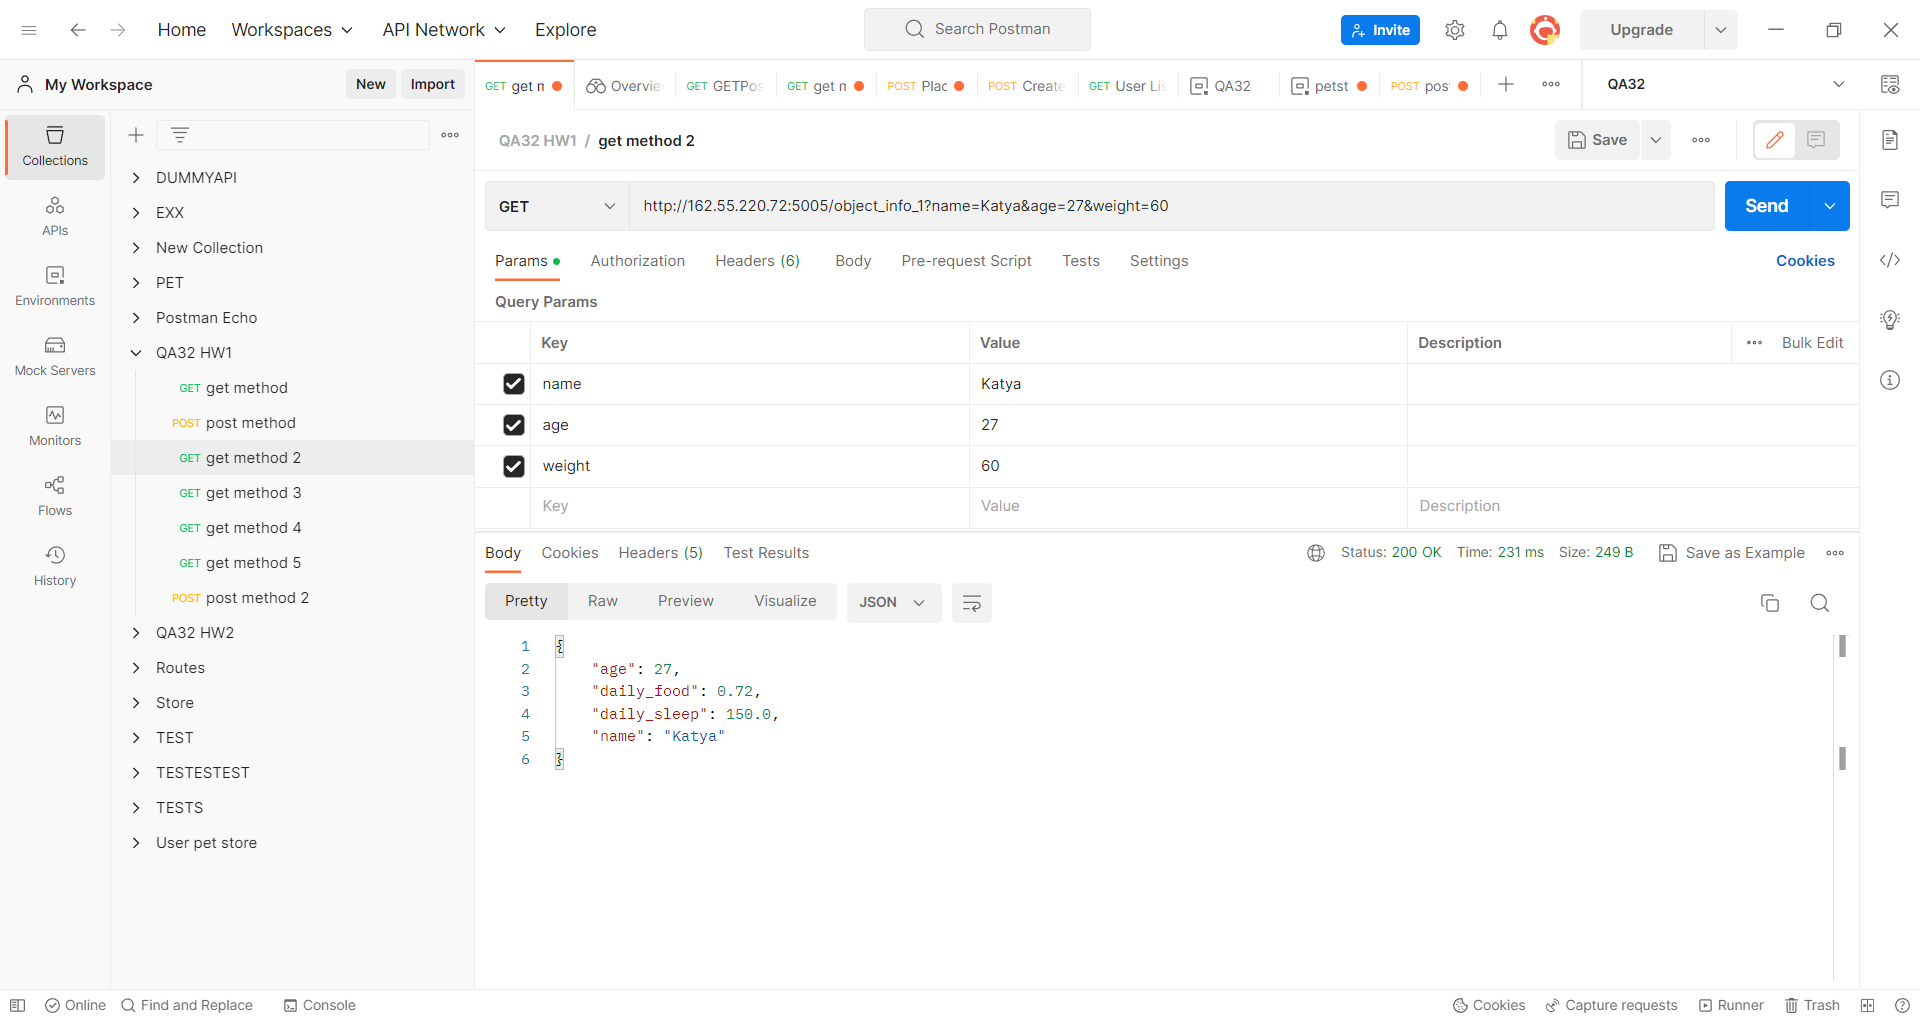 Home Workspaces API Network Explore Search Postman Invite Upgrade
My Workspace New Import
GET get m Overvie GET GETPos GET get m POST Plac POST Create GET User Lis QA32 petst POST pos QA32
Collections
APIs
Environments
Mock Servers
Monitors
Flows
History
DUMMYAPI
EXX
New Collection
PET
Postman Echo
QA32 HW1
GET get method
POST post method
GET get method 2
GET get method 3
GET get method 4
GET get method 5
POST post method 2
QA32 HW2
Routes
Store
TEST
TESTESTEST
TESTS
User pet store
QA32 HW1 / get method 2 Save
GET http://162.55.220.72:5005/object_info_1?name=Katya&age=27&weight=60 Send
Params Authorization Headers (6) Body Pre-request Script Tests Settings Cookies
Query Params
Key Value Description Bulk Edit
name Katya
age 27
weight 60
Key Value Description
Body Cookies Headers (5) Test Results Status: 200 OK Time: 231 ms Size: 249 B Save as Example
Pretty Raw Preview Visualize JSON
1 {
2 "age": 27,
3 "daily_food": 0.72,
4 "daily_sleep": 150.0,
5 "name": "Katya"
6 }
Online Find and Replace Console Cookies Capture requests Runner Trash